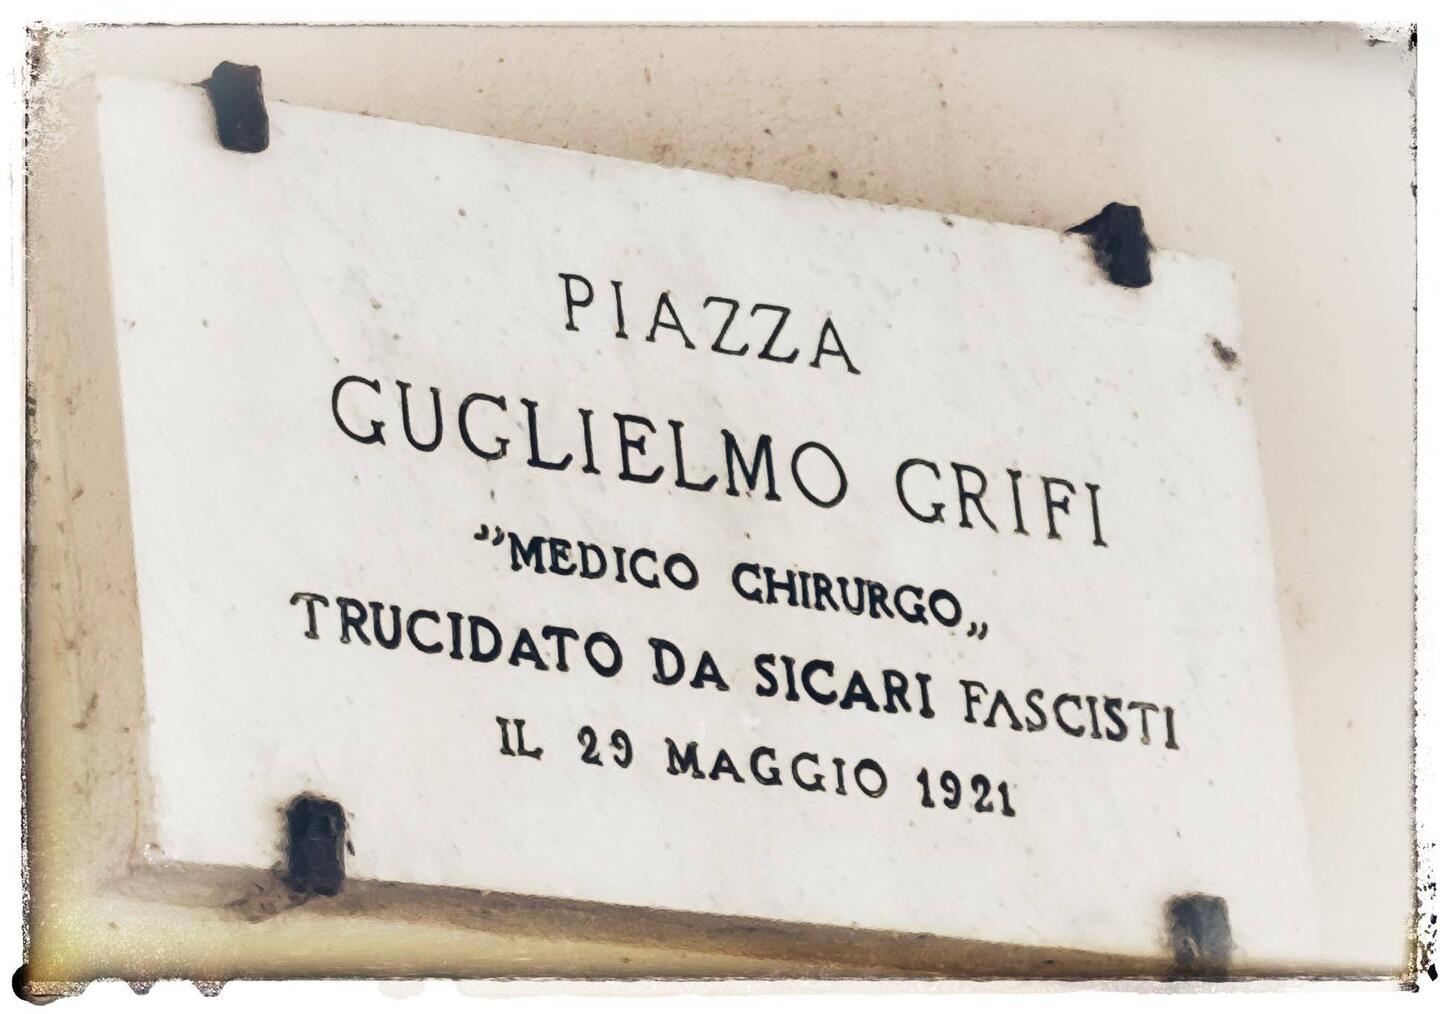 PIAZZA
GUGLIELMO GRIFI
”MEDICO CHIRURGO„
TRUCIDATO DA SICARI FASCISTI
IL 29 MAGGIO 1921